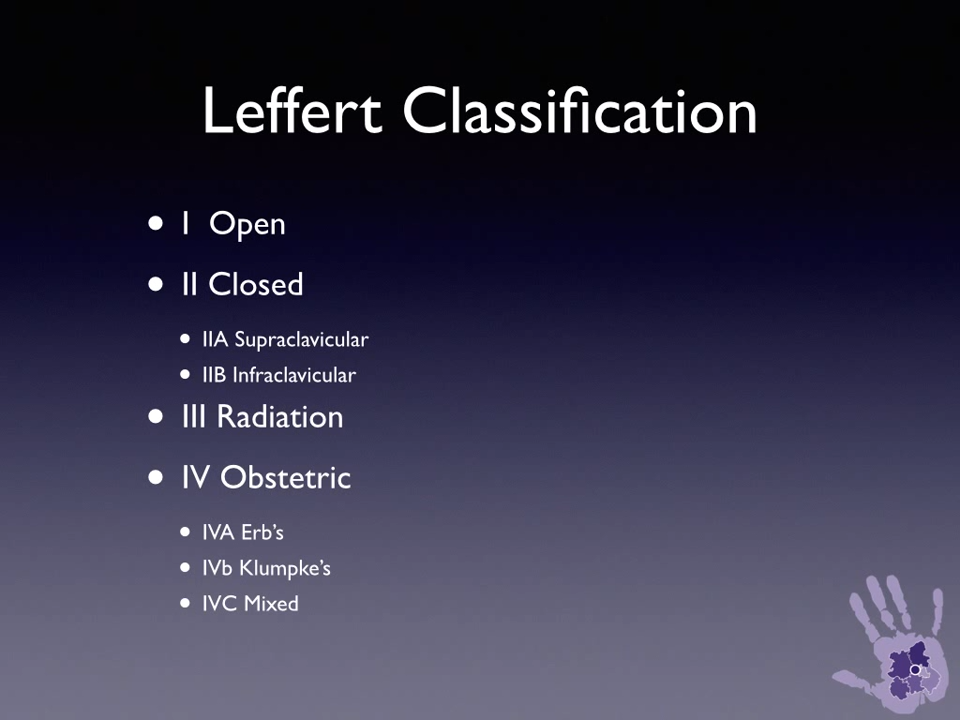 Leffert Classification
• I Open
• II Closed
• IIA Supraclavicular
• IIB Infraclavicular
• III Radiation
• IV Obstetric
• IVA Erb’s
• IVb Klumpke’s
• IVC Mixed